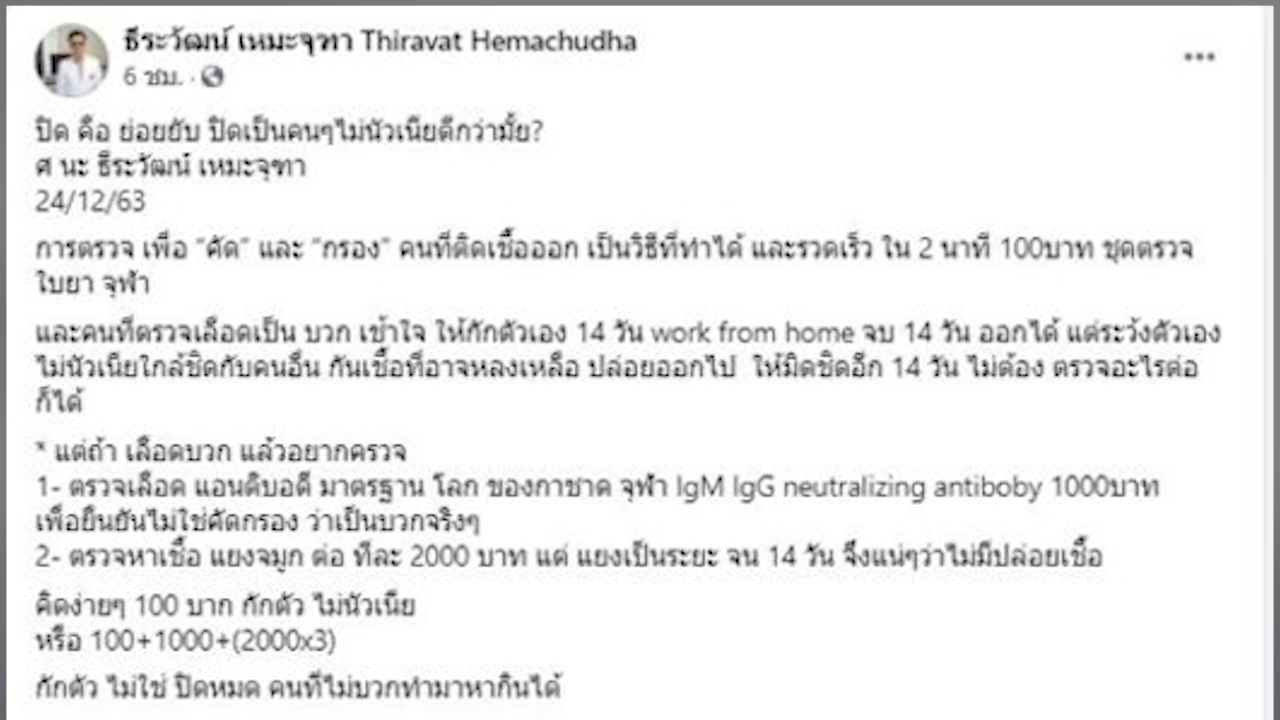 ธีระวัฒน์ เหมะจุฑา Thiravat Hemachudha
6 ชม. ·
ปิด คือ ย่อยยับ ปิดเป็นคนๆไม่นัวเนียดีกว่ามั้ย?
ศ นะ ธีระวัฒน์ เหมะจุฑา
24/12/63
การตรวจ เพื่อ “คัด” และ “กรอง” คนที่ติดเชื้อออก เป็นวิธีที่ทำได้ และรวดเร็ว ใน 2 นาที 100บาท ชุดตรวจ
ใบยา จุฬา
และคนที่ตรวจเลือดเป็น บวก เข้าใจ ให้กักตัวเอง 14 วัน work from home จบ 14 วัน ออกได้ แต่ระวังตัวเอง
ไม่นัวเนียใกล้ชิดกับคนอื่น กันเชื้อที่อาจหลงเหลือ ปล่อยออกไป ให้มิดชิดอีก 14 วัน ไม่ต้อง ตรวจอะไรต่อ
ก็ได้
* แต่ถ้า เลือดบวก แล้วอยากครวจ
1- ตรวจเลือด แอนติบอดี มาตรฐาน โลก ของกาชาด จุฬา IgM IgG neutralizing antiboby 1000บาท
เพื่อยืนยันไม่ใช่คัดกรอง ว่าเป็นบวกจริงๆ
2- ตรวจหาเชื้อ แยงจมูก ต่อ ทีละ 2000 บาท แต่ แยงเป็นระยะ จน 14 วัน จึงแน่ๆว่าไม่มีปล่อยเชื้อ
คิดง่ายๆ 100 บาท กักตัว ไม่นัวเนีย
หรือ 100+1000+(2000x3)
กักตัว ไม่ใช่ ปิดหมด คนที่ไม่บวกทำมาหากินได้